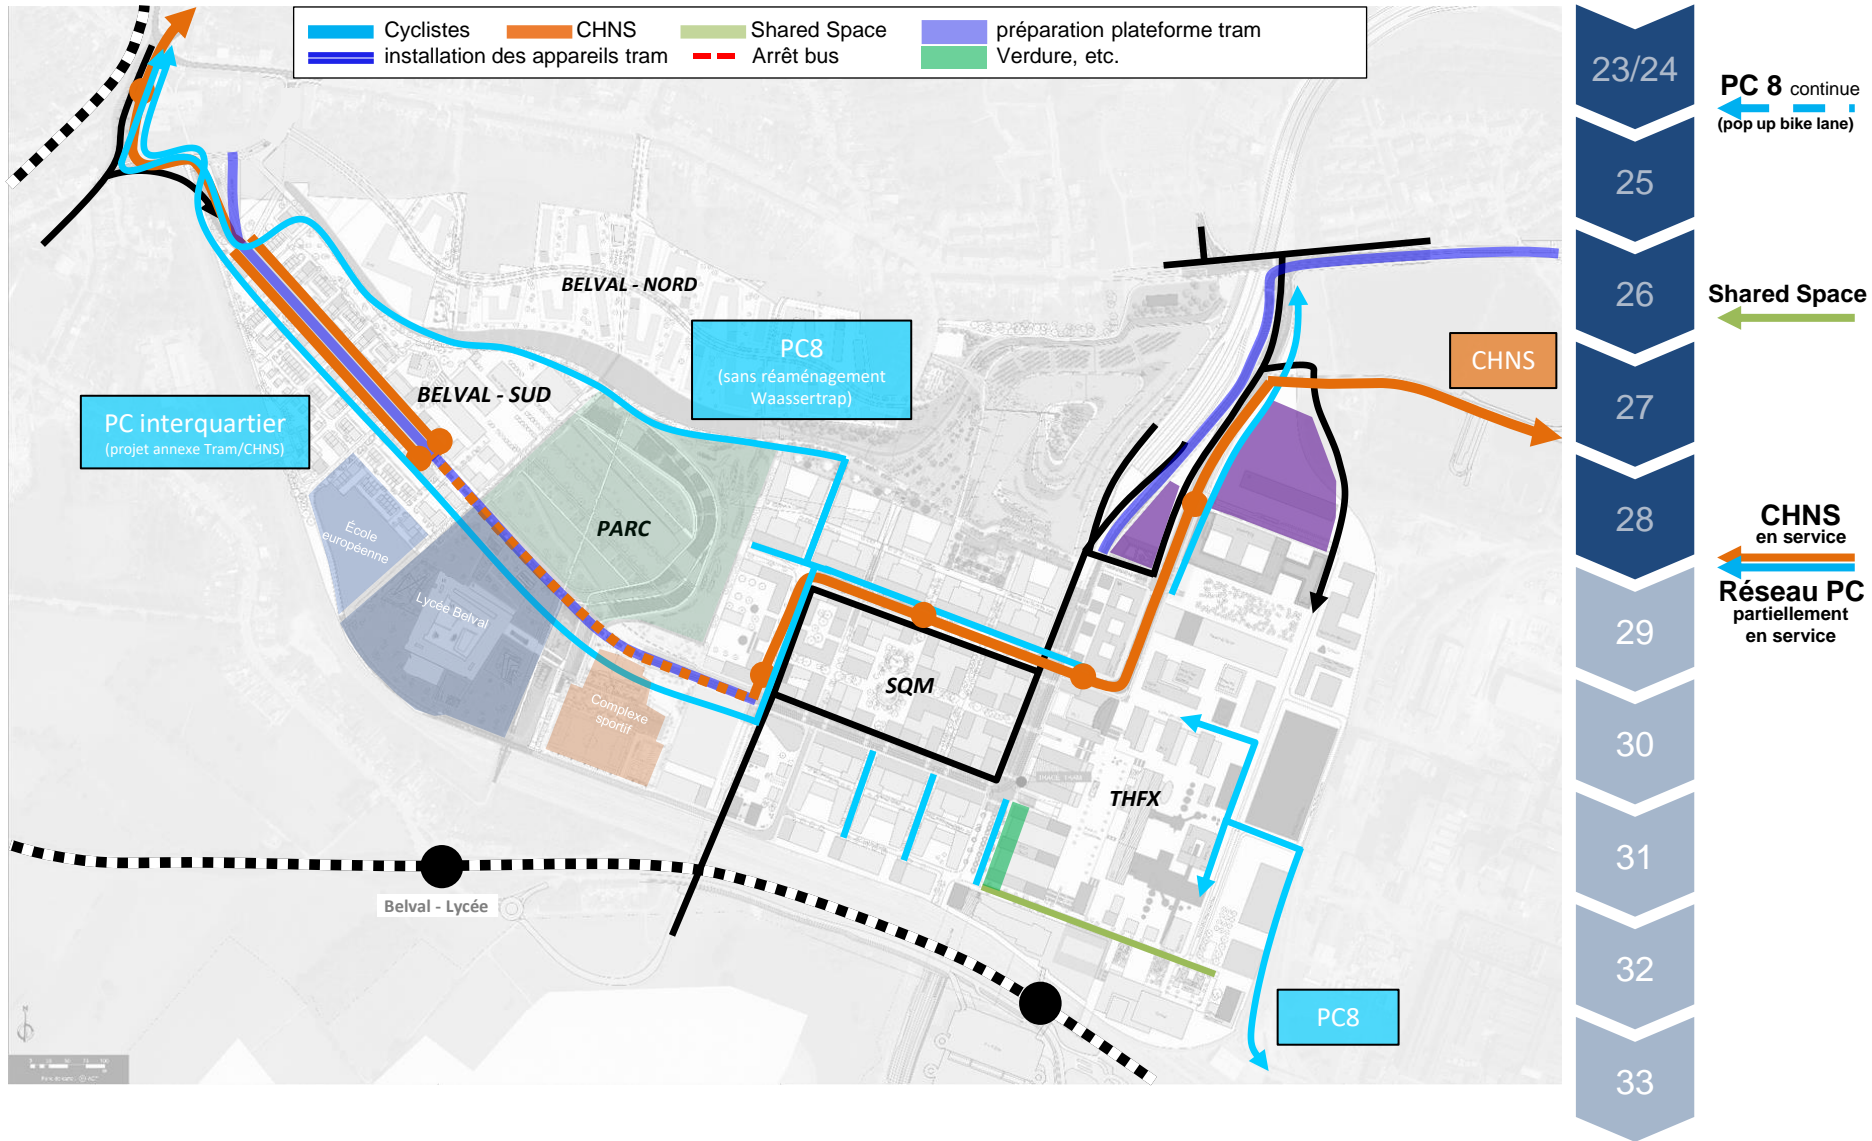 Cyclistes
CHNS
Shared Space
préparation plateforme tram
installation des appareils tram
Arrêt bus
Verdure, etc.
23/24
25
26
27
28
29
30
31
32
33
PC 8 continue
(pop up bike lane)
Shared Space
CHNS
en service
Réseau PC
partiellement
en service
BELVAL - NORD
PC8
(sans réaménagement
Waassertrap)
CHNS
BELVAL - SUD
PC interquartier
(projet annexe Tram/CHNS)
École
européenne
PARC
Lycée Belval
Complexe
sportif
SQM
THFX
Belval - Lycée
PC8